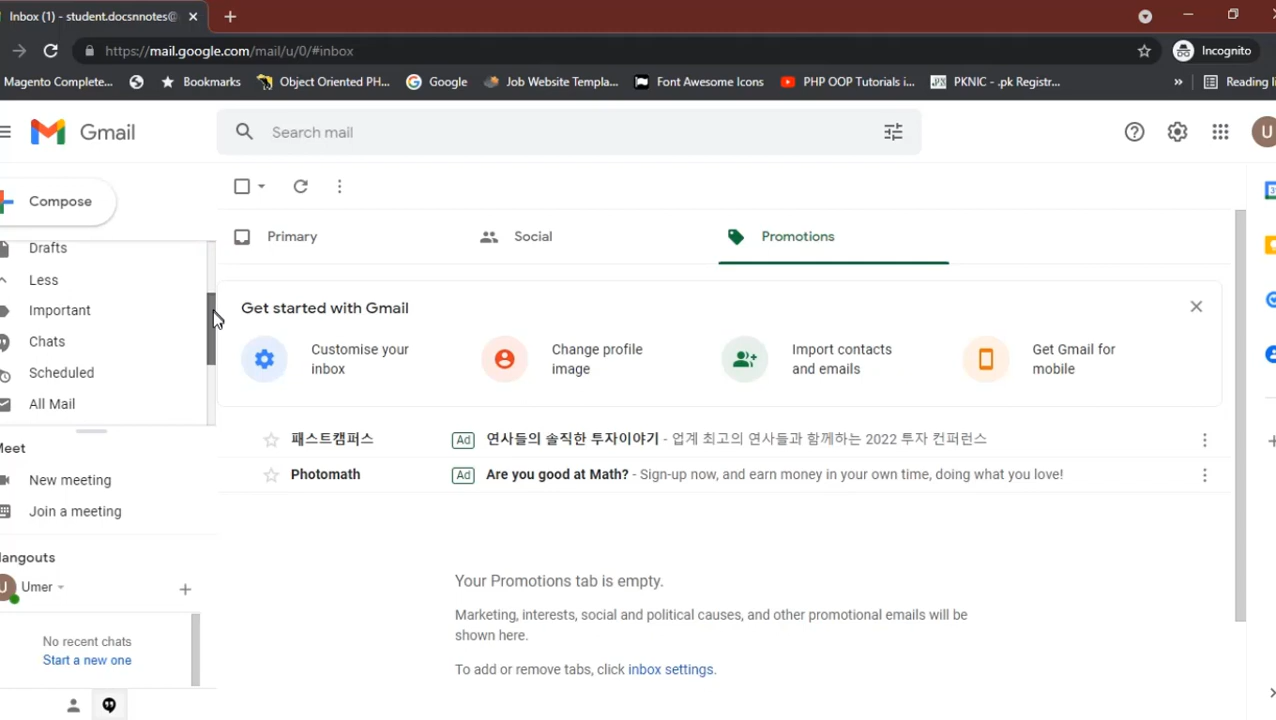 Inbox (1) - student.docsnnotes@
https://mail.google.com/mail/u/0/#inbox
Incognito
Magento Complete...
Bookmarks
Object Oriented PH...
Google
Job Website Templa...
Font Awesome Icons
PHP OOP Tutorials i...
PKNIC - .pk Registr...
»
Reading li
Gmail
Search mail
U
Compose
Primary
Social
Promotions
Drafts
Less
Important
Chats
Scheduled
All Mail
Get started with Gmail
Customise your
inbox
Change profile
image
Import contacts
and emails
Get Gmail for
mobile
패스트캠퍼스 Ad 연사들의 솔직한 투자이야기 - 업계 최고의 연사들과 함께하는 2022 투자 컨퍼런스
Photomath Ad Are you good at Math? - Sign-up now, and earn money in your own time, doing what you love!
Meet
New meeting
Join a meeting
Hangouts
Umer
No recent chats
Start a new one
Your Promotions tab is empty.
Marketing, interests, social and political causes, and other promotional emails will be
shown here.
To add or remove tabs, click inbox settings.